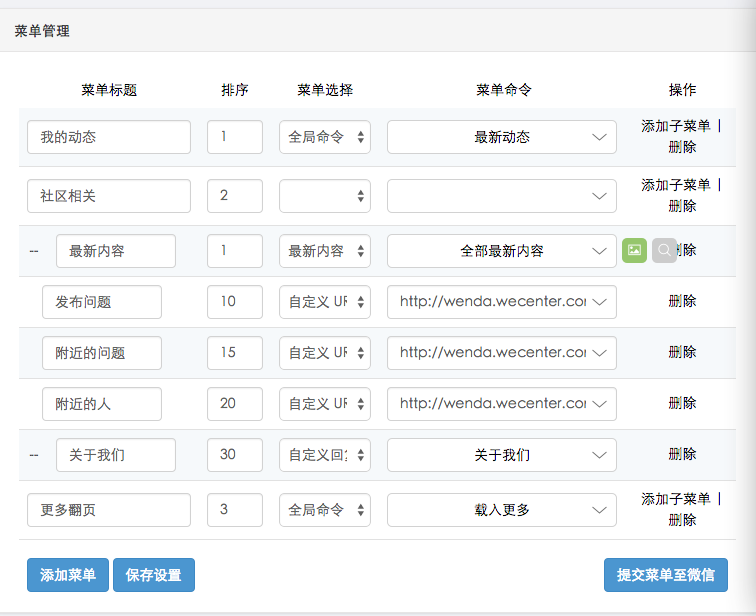 菜单管理
菜单标题 排序 菜单选择 菜单命令 操作
我的动态 1 全局命令 最新动态 添加子菜单 |
删除
社区相关 2 添加子菜单 |
删除
-- 最新内容 1 最新内容 全部最新内容 删除
发布问题 10 自定义 UR http://wenda.wecenter.cor 删除
附近的问题 15 自定义 UR http://wenda.wecenter.cor 删除
附近的人 20 自定义 UR http://wenda.wecenter.cor 删除
-- 关于我们 30 自定义回 关于我们 删除
更多翻页 3 全局命令 载入更多 添加子菜单 |
删除
添加菜单 保存设置 提交菜单至微信